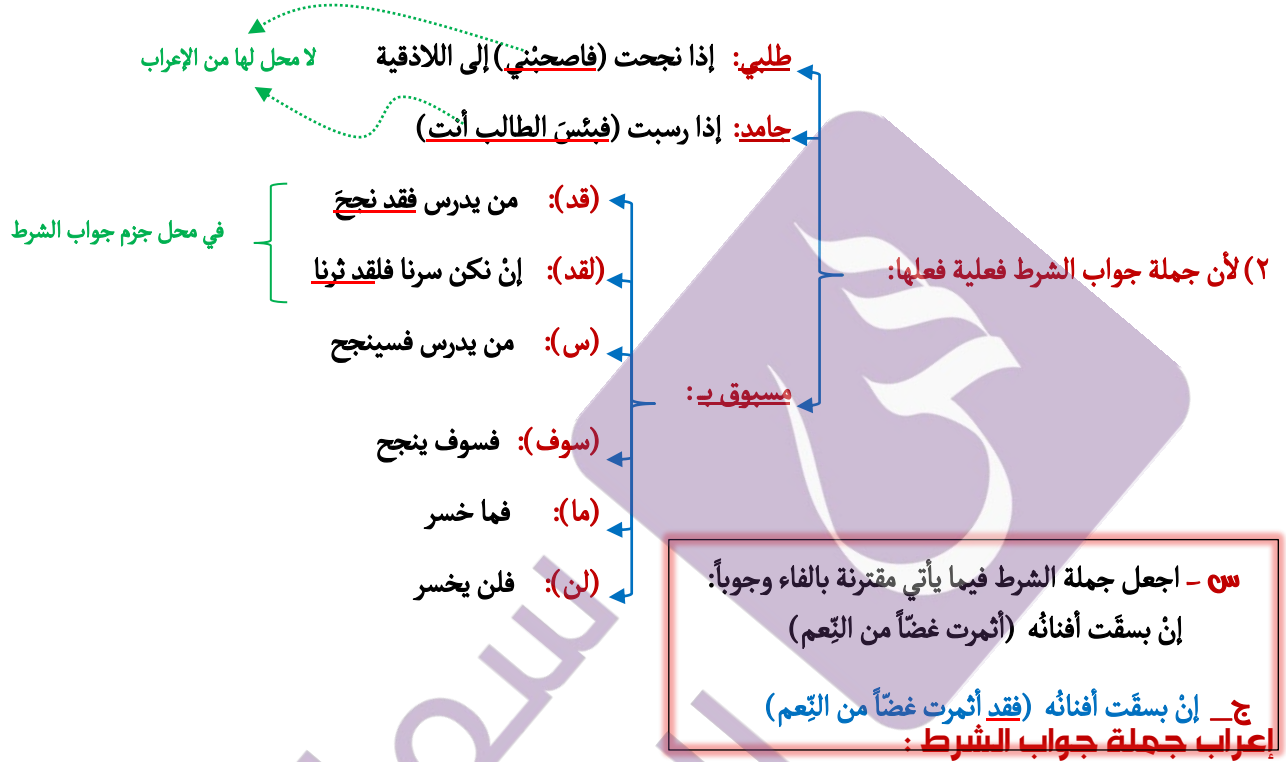 طلبي: إذا نجحت (فاصحبْني) إلى اللاذقية لا محل لها من الإعراب
جامد: إذا رسبت (فبئسَ الطالب أنت)
(قد): من يدرس فقد نجحَ
في محل جزم جواب الشرط
٢) لأن جملة جواب الشرط فعلية فعلها: (لقد): إنْ نكن سرنا فلقد ثرنا
(س): من يدرس فسينجح
مسبوق بـ :
(سوف): فسوف ينجح
(ما): فما خسر
(لن): فلن يخسر
س – اجعل جملة الشرط فيما يأتي مقترنة بالفاء وجوباً:
إنْ بسقَت أفنانُه (أثمرت غضّاً من النِّعم)
ج_ إنْ بسقَت أفنانُه (فقد أثمرت غضّاً من النِّعم)
إعراب جملة جواب الشرط :